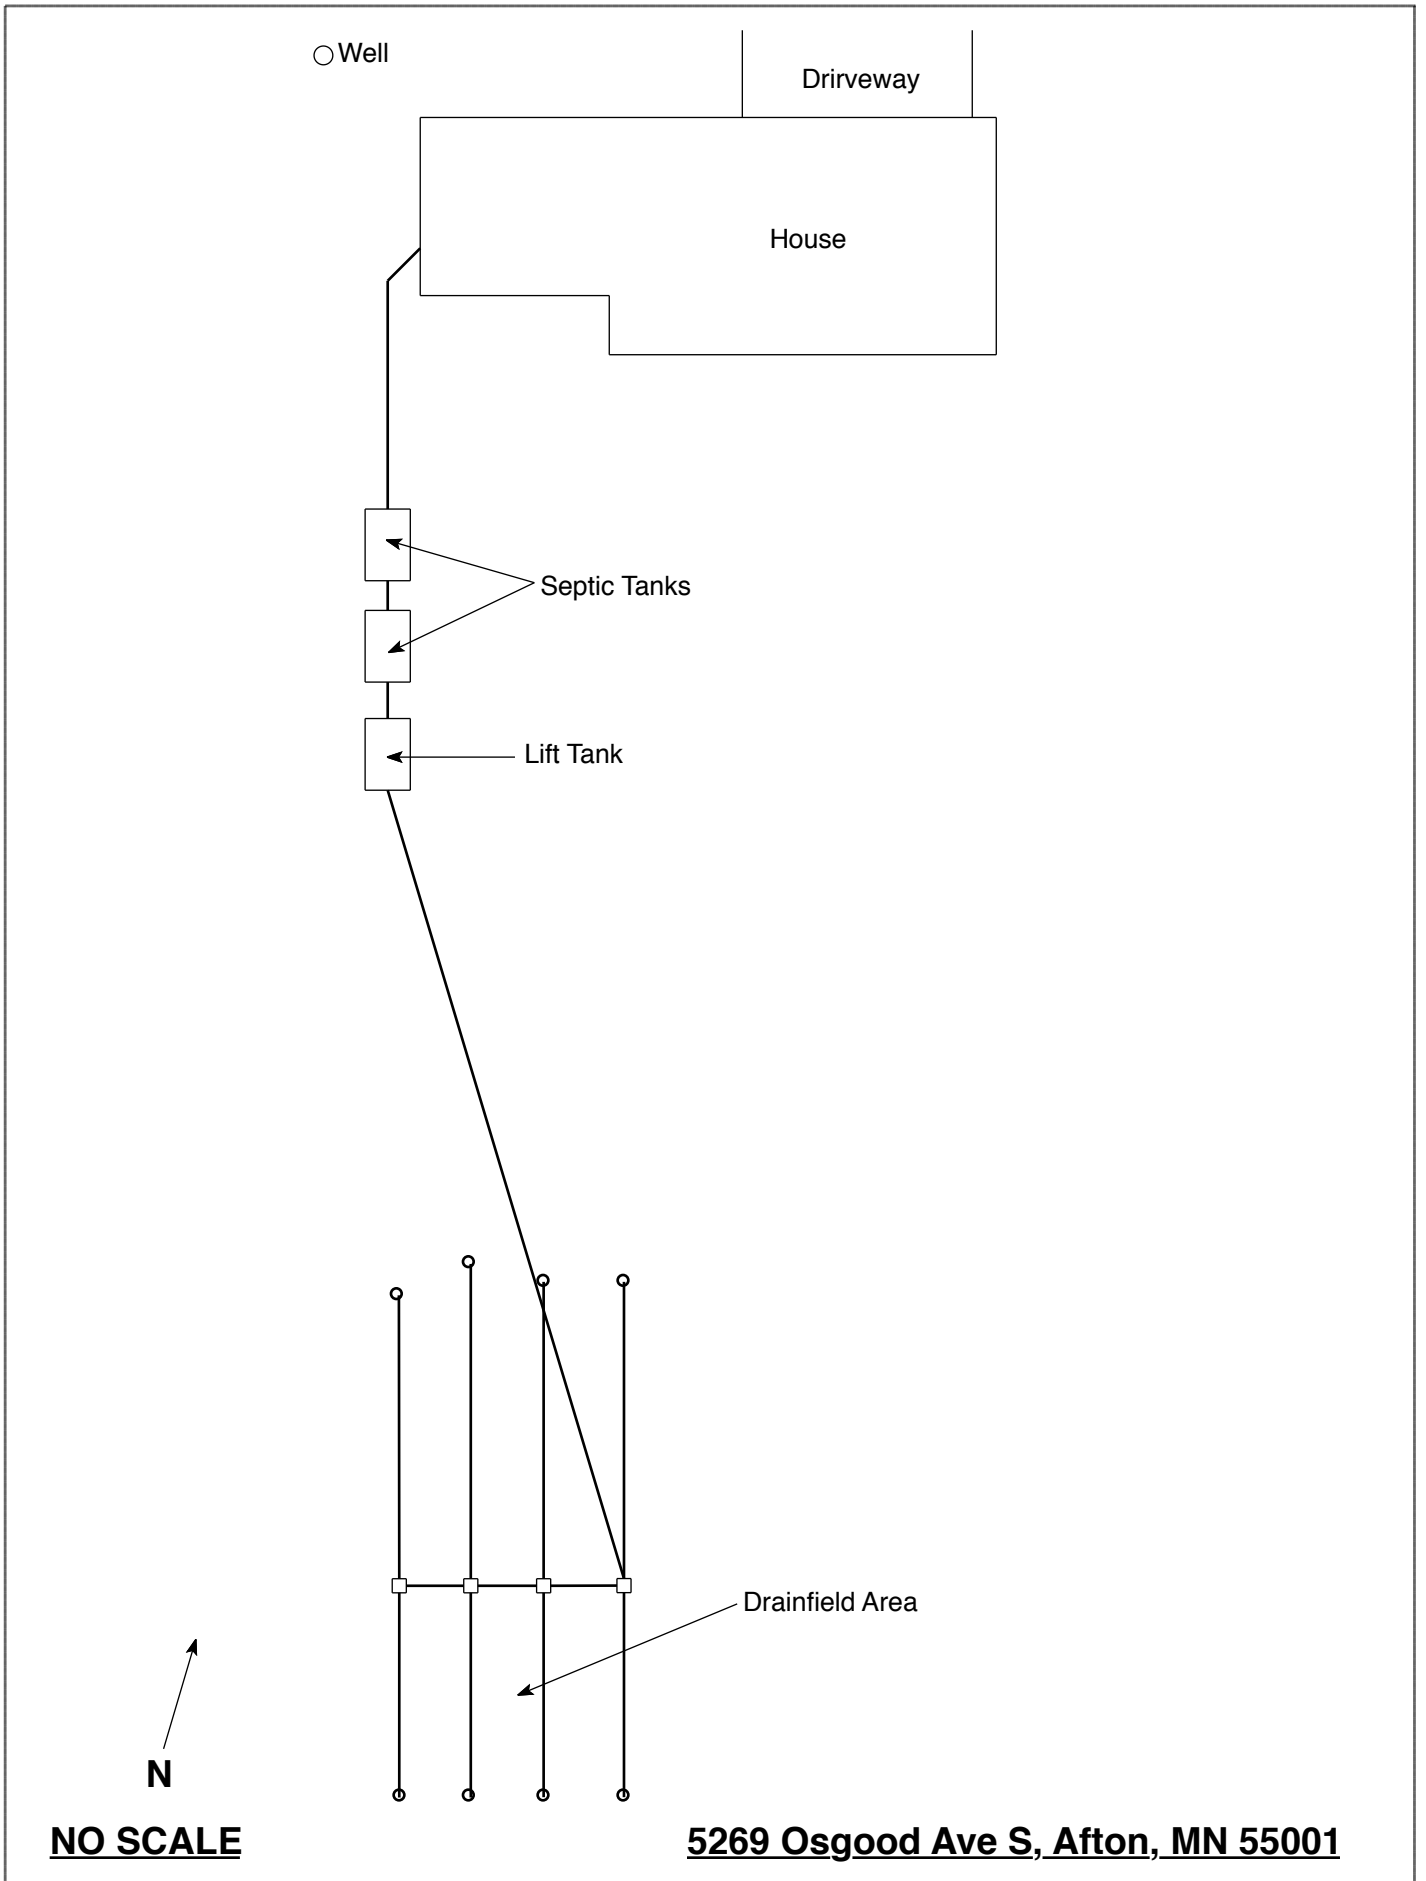 Well
Drirveway
House
Septic Tanks
Lift Tank
Drainfield Area
N
NO SCALE
5269 Osgood Ave S, Afton, MN 55001